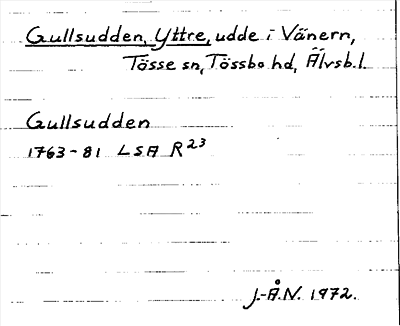 Gullsudden, Yttre, udde i Vänern,
Tösse sn, Tössbo hd, Älvsb. l.
Gullsudden
1763-81 LSA R23
J.-Å.N. 1972.